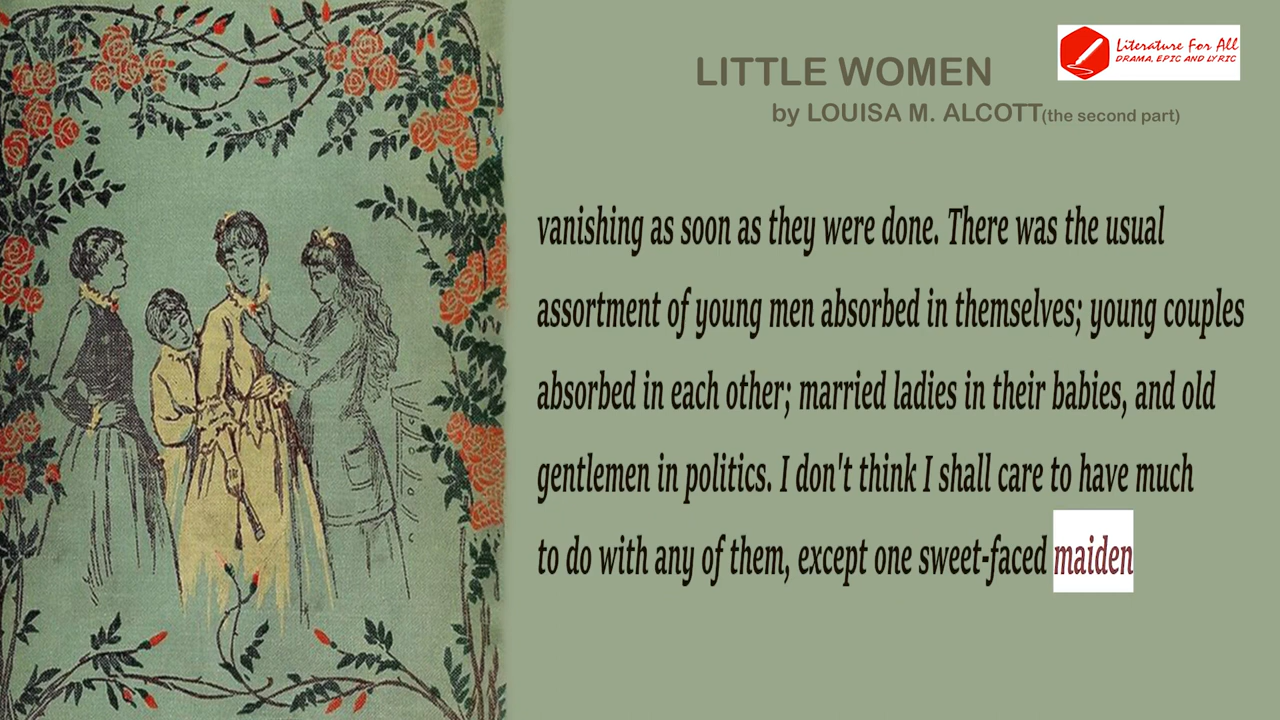 LITTLE WOMEN
by LOUISA M. ALCOTT(the second part)
Literature For All
DRAMA, EPIC AND LYRIC
vanishing as soon as they were done. There was the usual
assortment of young men absorbed in themselves; young couples
absorbed in each other; married ladies in their babies, and old
gentlemen in politics. I don't think I shall care to have much
to do with any of them, except one sweet-faced maiden